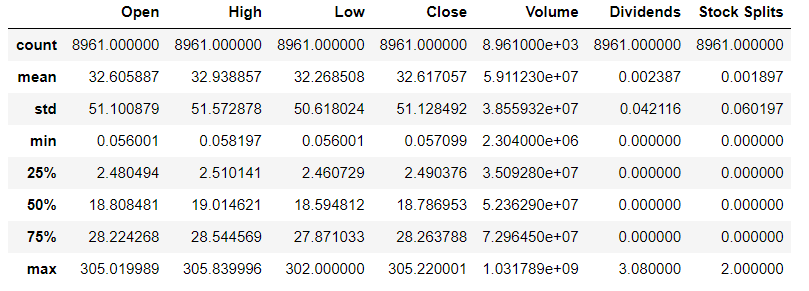 Open High Low Close Volume Dividends Stock Splits
count 8961.000000 8961.000000 8961.000000 8961.000000 8.961000e+03 8961.000000 8961.000000
mean 32.605887 32.938857 32.268508 32.617057 5.911230e+07 0.002387 0.001897
std 51.100879 51.572878 50.618024 51.128492 3.855932e+07 0.042116 0.060197
min 0.056001 0.058197 0.056001 0.057099 2.304000e+06 0.000000 0.000000
25% 2.480494 2.510141 2.460729 2.490376 3.509280e+07 0.000000 0.000000
50% 18.808481 19.014621 18.594812 18.786953 5.236290e+07 0.000000 0.000000
75% 28.224268 28.544569 27.871033 28.263788 7.296450e+07 0.000000 0.000000
max 305.019989 305.839996 302.000000 305.220001 1.031789e+09 3.080000 2.000000